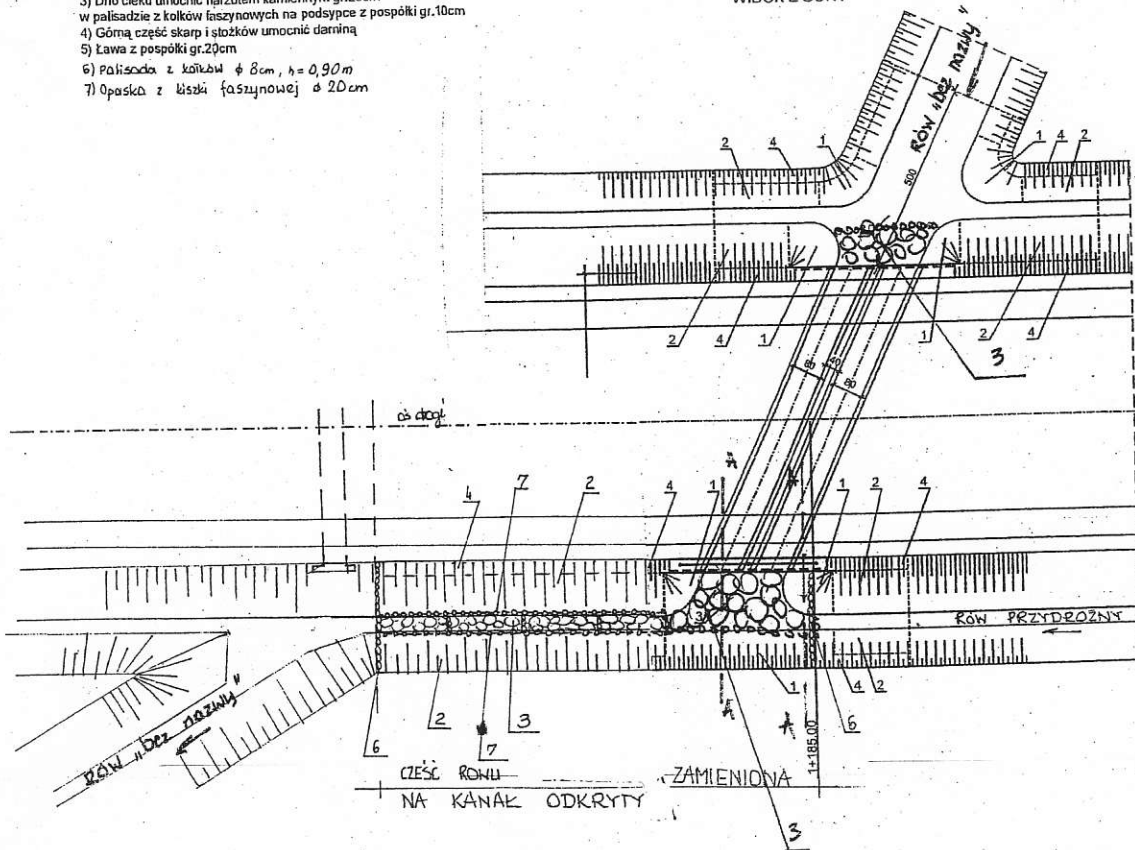 3) Dno cieku umocnić narzutem kamiennym
w palisadzie z kołków faszynowych na podsypce z pospółki gr.10cm
4) Górną część skarp i stożków umocnić darniną
5) Ława z pospółki gr.20cm
6) Palisada z kołków ϕ 8cm, h=0,90m
7) Opaska z kiszki faszynowej ϕ 20cm
WIDOK Z GÓRY
RÓW „bez nazwy"
2 4 1
1 4 2
500
2 4 1
1 2 4
3
80 40 80
oś drogi
4 7 2 4 1 A A 1 2 4
3
RÓW PRZYDROŻNY
RÓW „bez nazwy"
6 2 7 3 A A 1 4 2 6
1+185.00
CZEŚĆ ROWU ZAMIENIONA
NA KANAŁ ODKRYTY
3